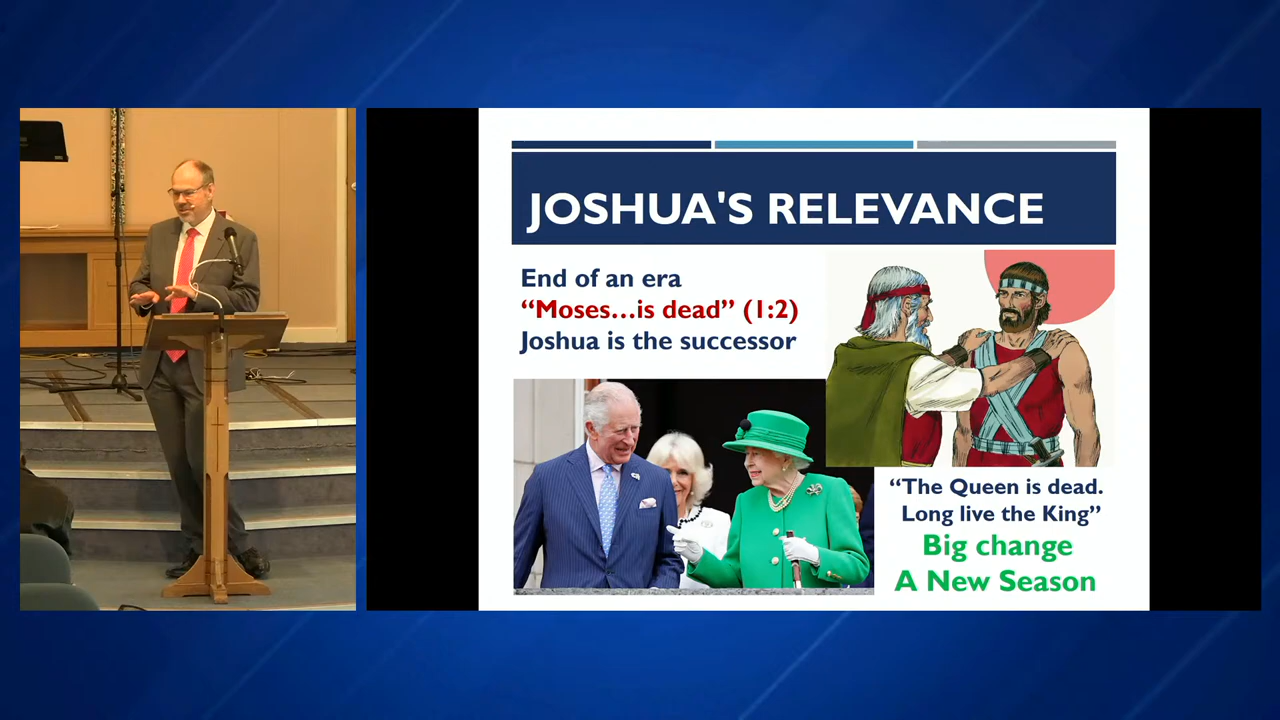 JOSHUA'S RELEVANCE
End of an era
“Moses...is dead” (1:2)
Joshua is the successor
“The Queen is dead.
Long live the King”
Big change
A New Season